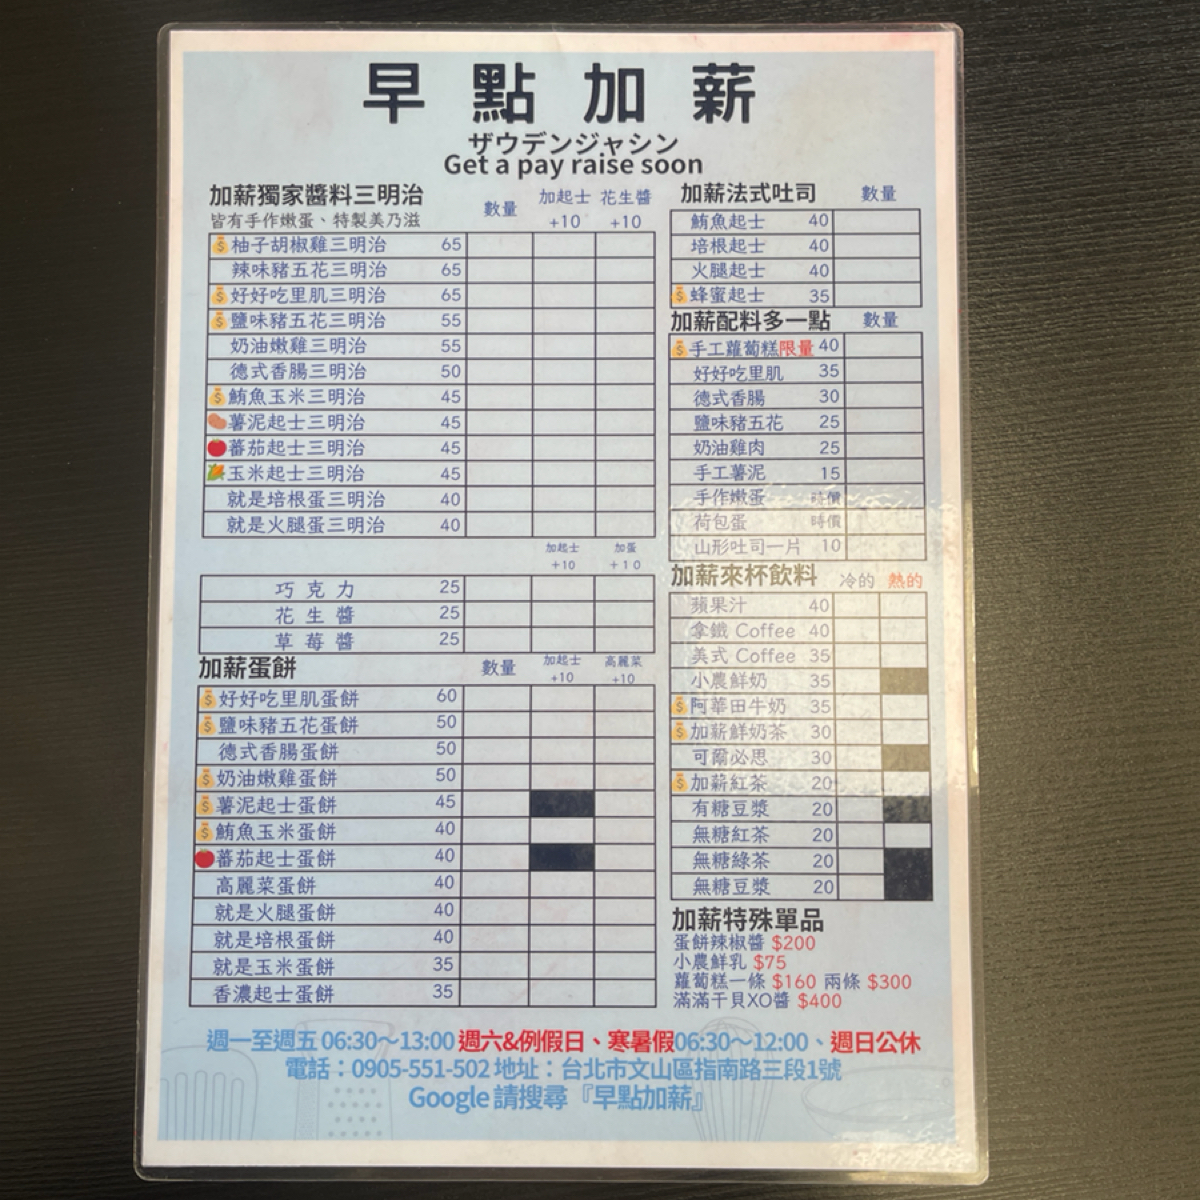 早點加薪
ザウデンジャシン
Get a pay raise soon
加薪獨家醬料三明治
皆有手作嫩蛋、特製美乃滋
數量 加起士+10 花生醬+10
柚子胡椒雞三明治 65
辣味豬五花三明治 65
好好吃里肌三明治 65
鹽味豬五花三明治 55
奶油嫩雞三明治 55
德式香腸三明治 50
鮪魚玉米三明治 45
薯泥起士三明治 45
蕃茄起士三明治 45
玉米起士三明治 45
就是培根蛋三明治 40
就是火腿蛋三明治 40
加起士+10 加蛋+10
巧克力 25
花生醬 25
草莓醬 25
加薪蛋餅 數量 加起士+10 高麗菜+10
好好吃里肌蛋餅 60
鹽味豬五花蛋餅 50
德式香腸蛋餅 50
奶油嫩雞蛋餅 50
薯泥起士蛋餅 45
鮪魚玉米蛋餅 40
蕃茄起士蛋餅 40
高麗菜蛋餅 40
就是火腿蛋餅 40
就是培根蛋餅 40
就是玉米蛋餅 35
香濃起士蛋餅 35
加薪法式吐司 數量
鮪魚起士 40
培根起士 40
火腿起士 40
蜂蜜起士 35
加薪配料多一點 數量
手工蘿蔔糕限量 40
好好吃里肌 35
德式香腸 30
鹽味豬五花 25
奶油雞肉 25
手工薯泥 15
手作嫩蛋 時價
荷包蛋 時價
山形吐司一片 10
加薪來杯飲料 冷的 熱的
蘋果汁 40
拿鐵 Coffee 40
美式 Coffee 35
小農鮮奶 35
阿華田牛奶 35
加薪鮮奶茶 30
可爾必思 30
加薪紅茶 20
有糖豆漿 20
無糖紅茶 20
無糖綠茶 20
無糖豆漿 20
加薪特殊單品
蛋餅辣椒醬 $200
小農鮮乳 $75
蘿蔔糕一條 $160 兩條 $300
滿滿干貝XO醬 $400
週一至週五 06:30～13:00 週六&例假日、寒暑假06:30～12:00、週日公休
電話：0905-551-502 地址：台北市文山區指南路三段1號
Google 請搜尋『早點加薪』